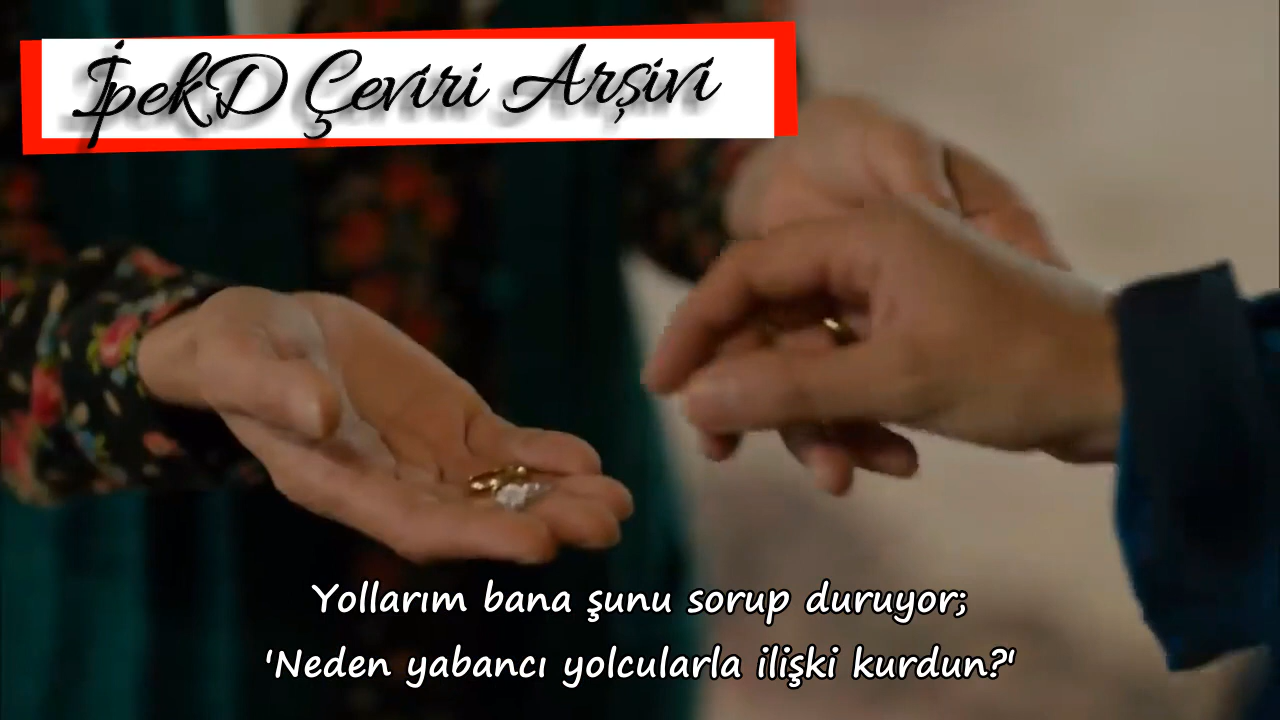 İpekD Çeviri Arşivi
Yollarım bana şunu sorup duruyor;
'Neden yabancı yolcularla ilişki kurdun?'